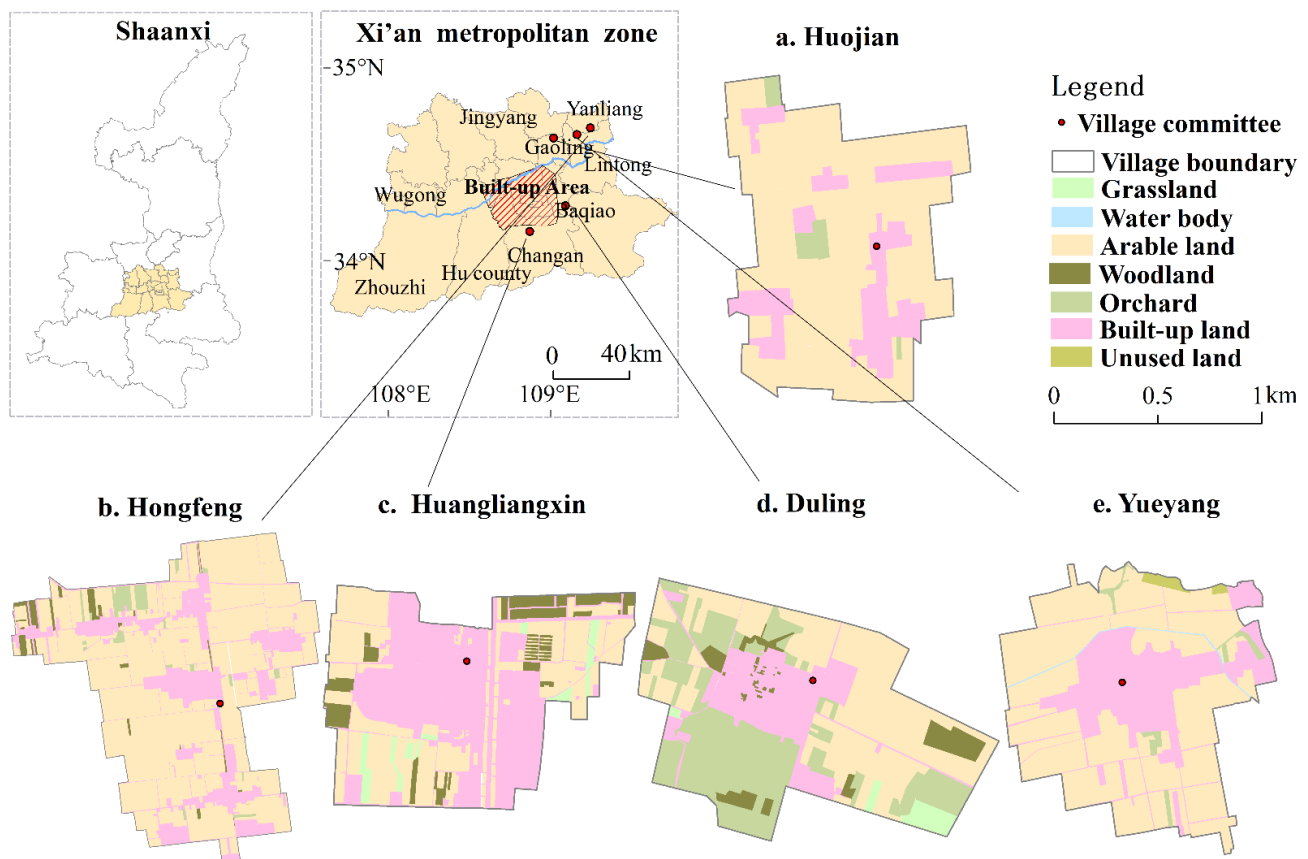 Shaanxi
Xi'an metropolitan zone
35°N
34°N
108°E
109°E
Jingyang
Yanliang
Gaoling
Lintong
Built-up Area
Wugong
Baqiao
Changan
Hu county
Zhouzhi
0 40 km
a. Huojian
Legend
Village committee
Village boundary
Grassland
Water body
Arable land
Woodland
Orchard
Built-up land
Unused land
0 0.5 1 km
b. Hongfeng
c. Huangliangxin
d. Duling
e. Yueyang